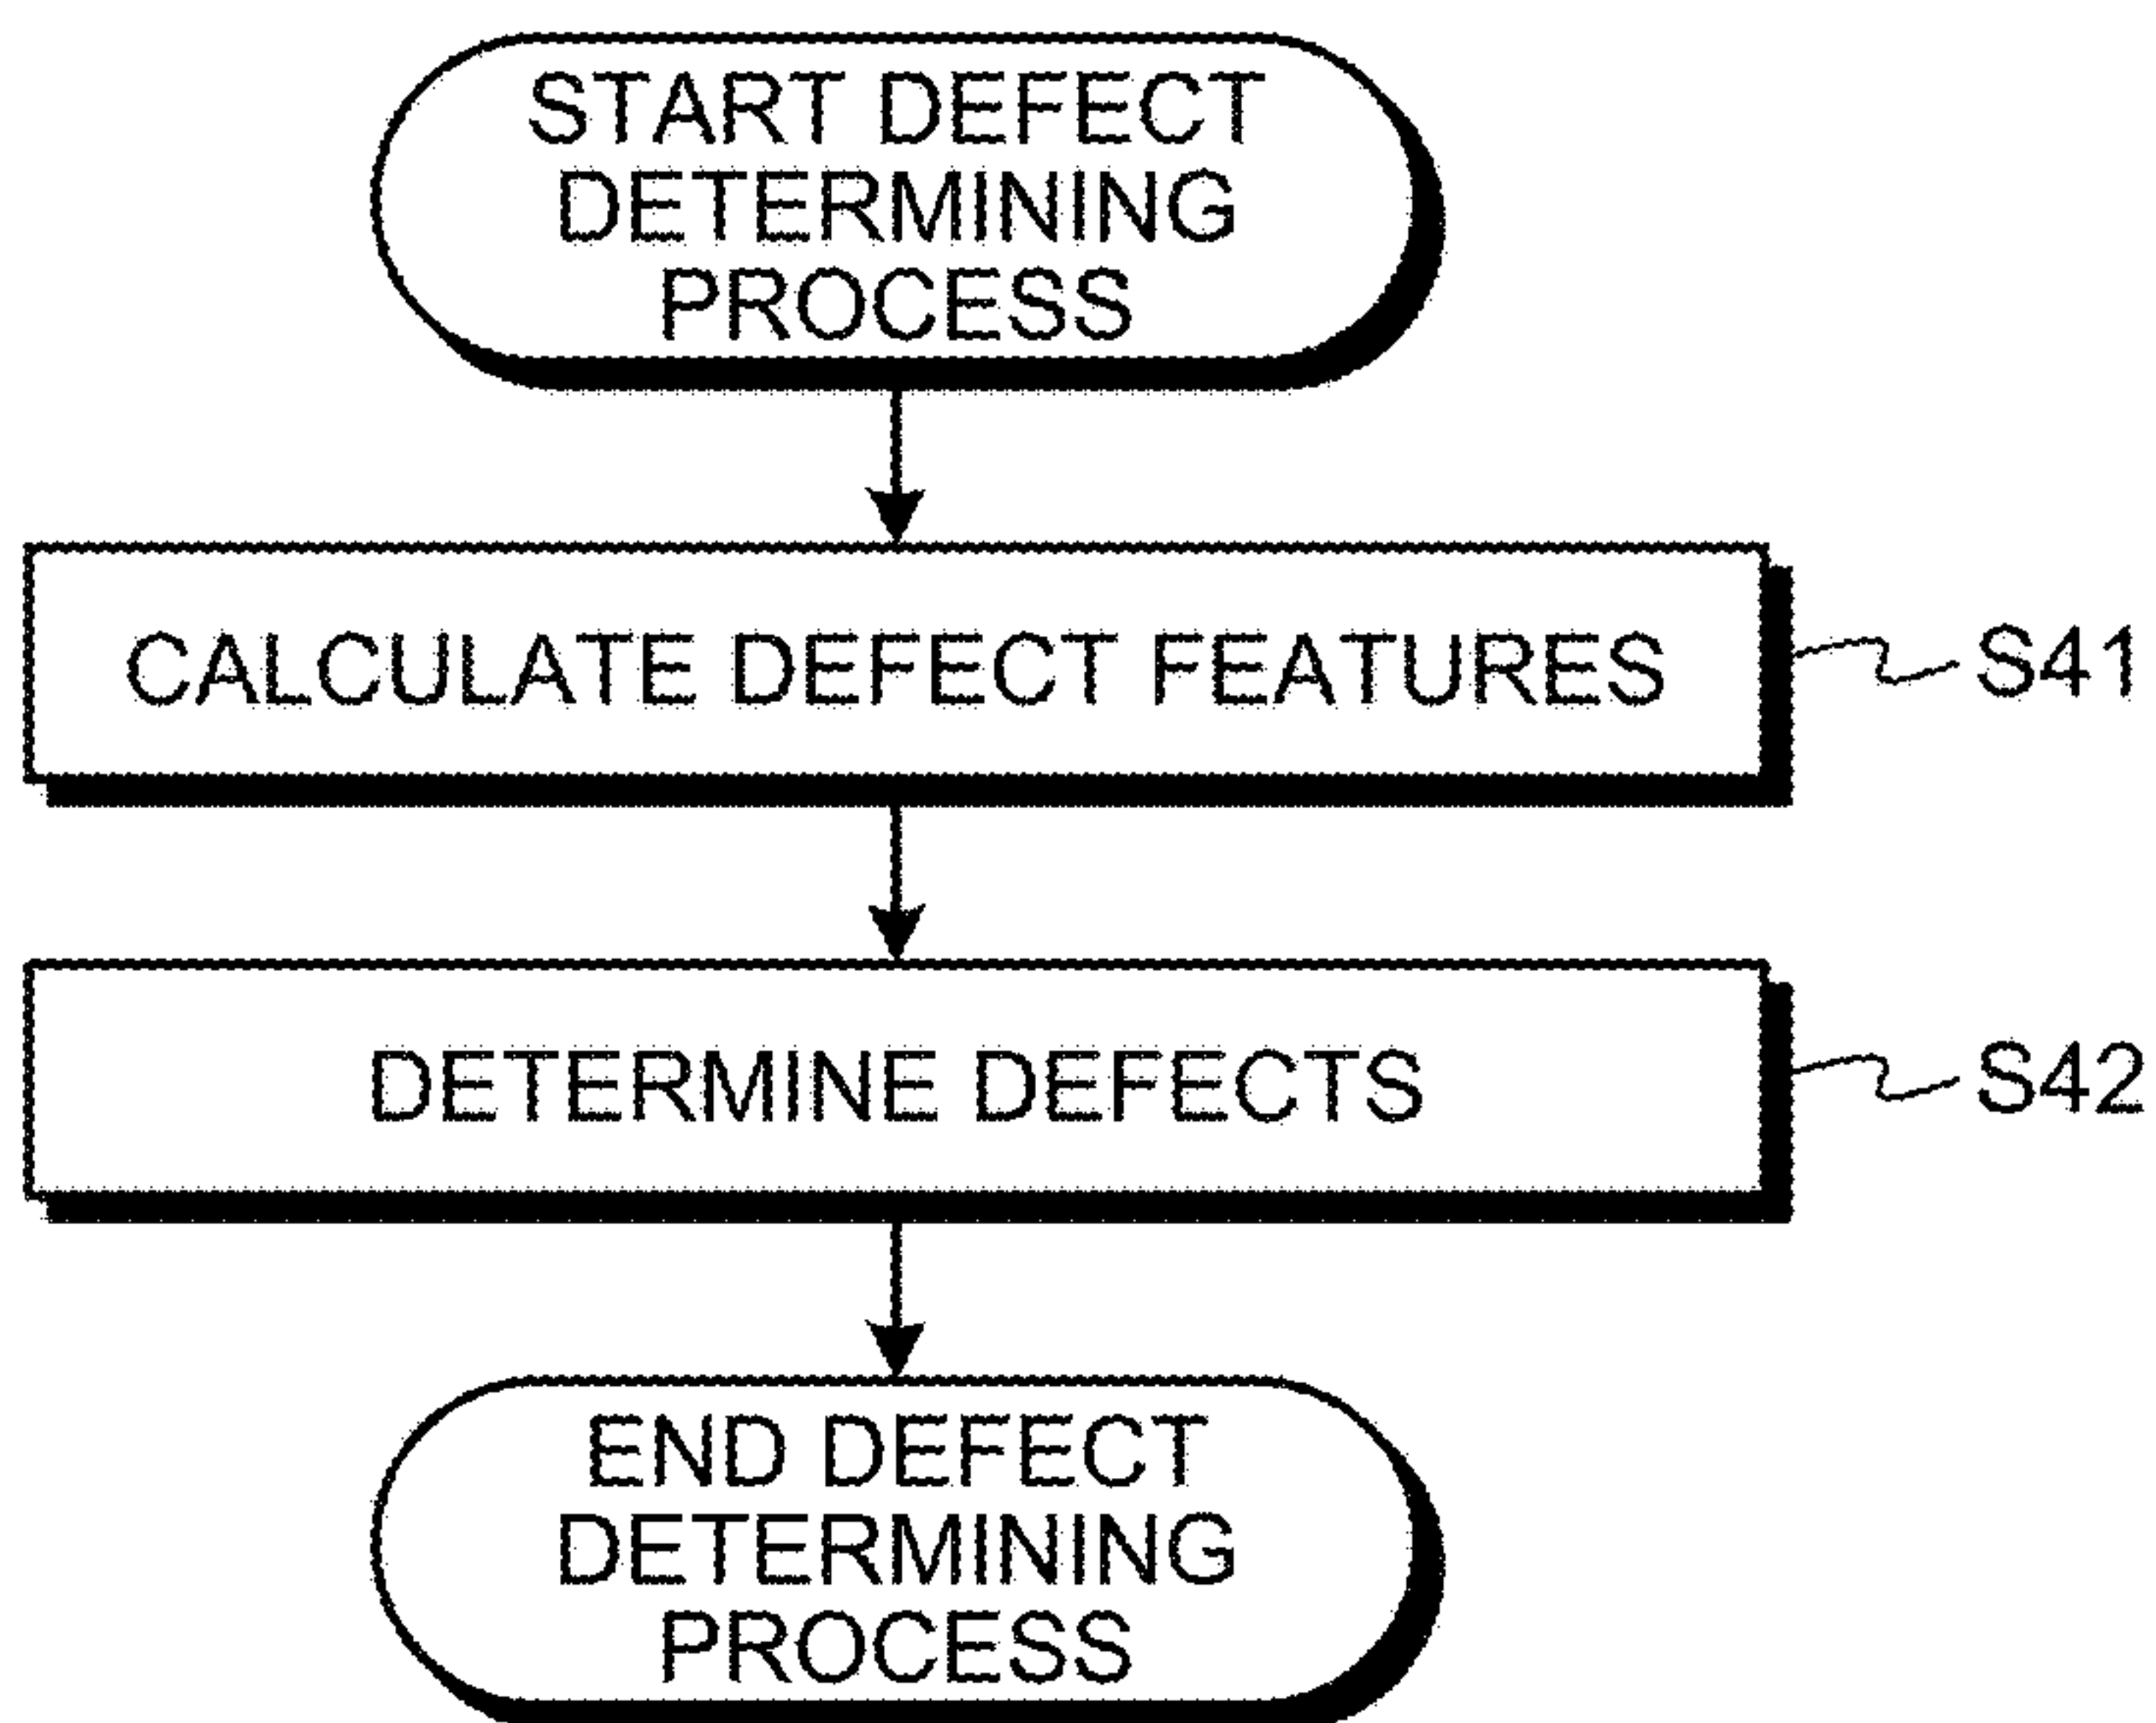 START DEFECT
DETERMINING
PROCESS
CALCULATE DEFECT FEATURES
S41
DETERMINE DEFECTS
S42
END DEFECT
DETERMINING
PROCESS